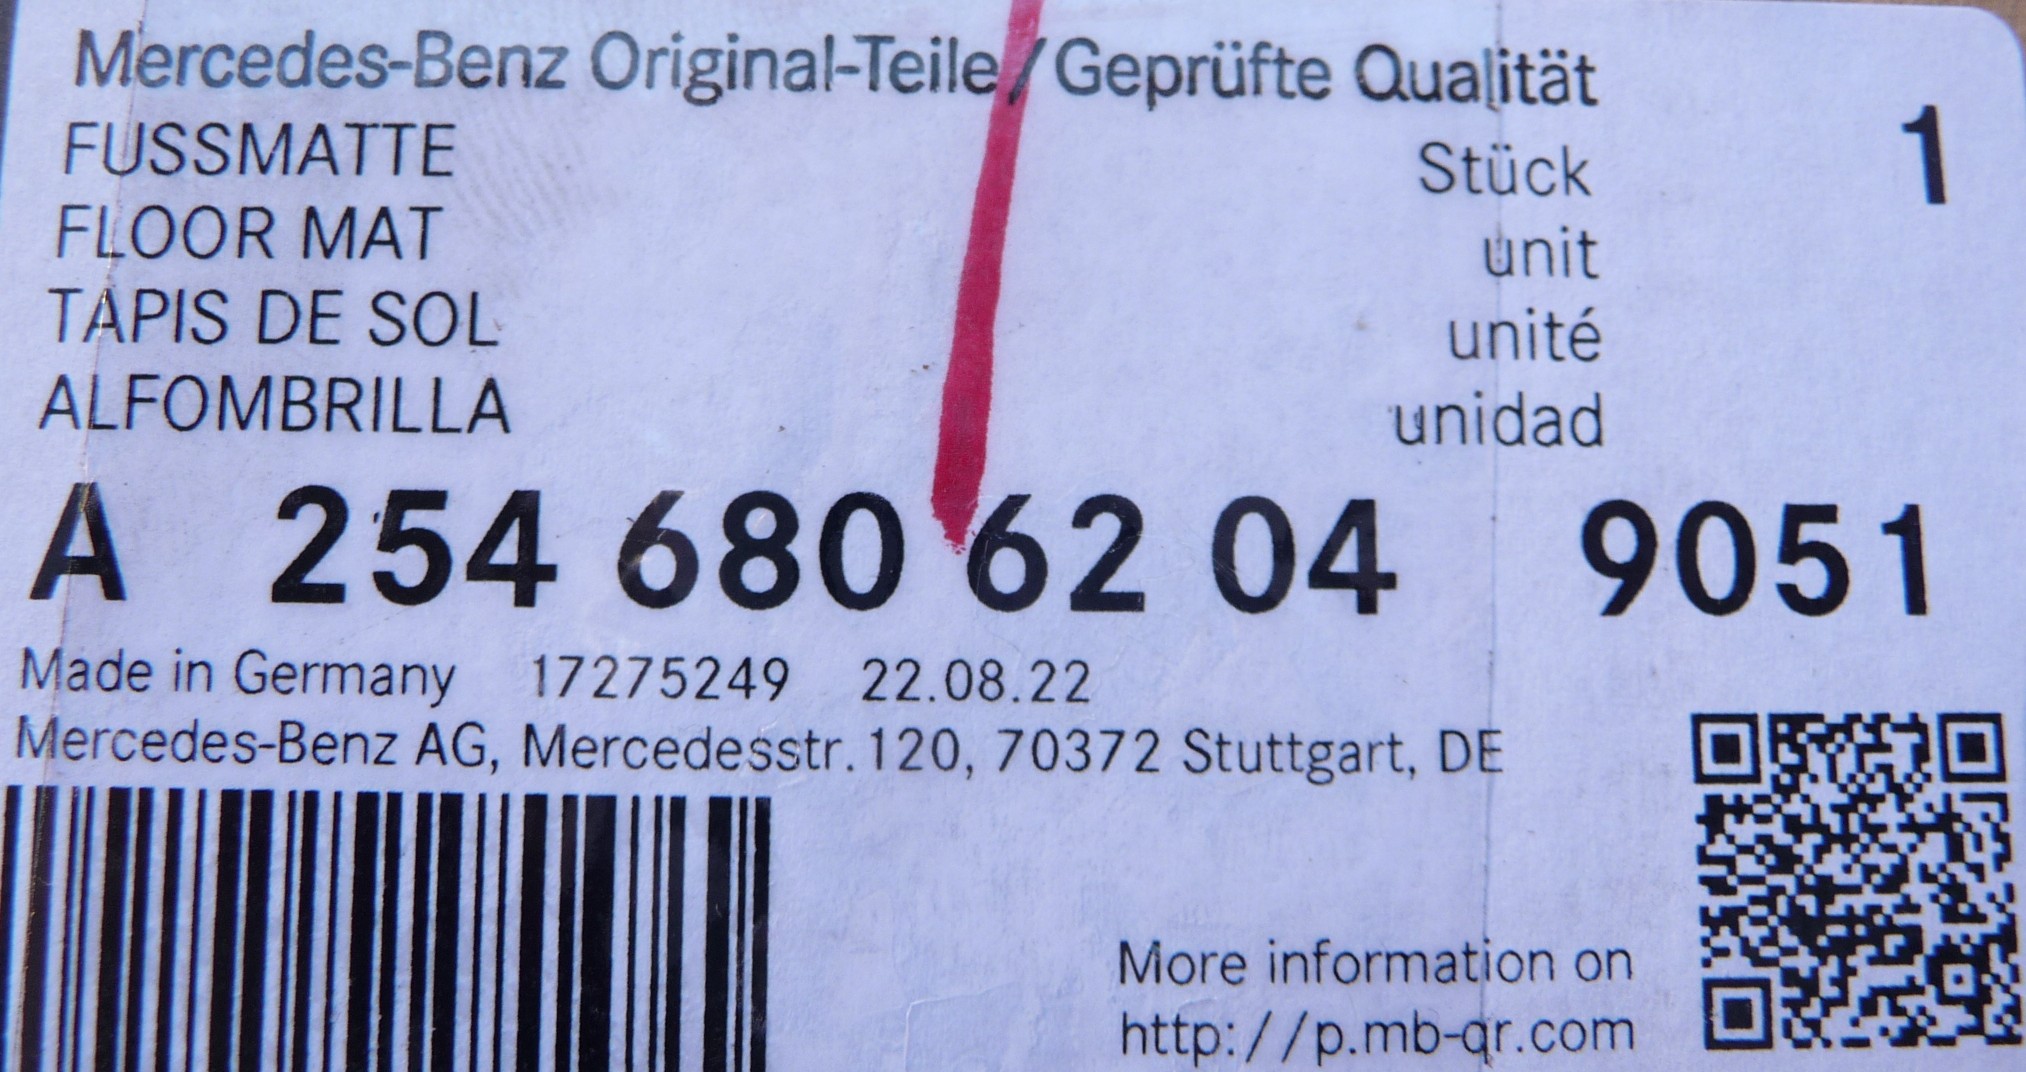 Mercedes-Benz Original-Teile/Geprüfte Qualität
FUSSMATTE Stück 1
FLOOR MAT unit
TAPIS DE SOL unité
ALFOMBRILLA unidad
A 254 680 62 04 9051
Made in Germany 17275249 22.08.22
Mercedes-Benz AG, Mercedesstr.120, 70372 Stuttgart, DE
More information on
http://p.mb-qr.com